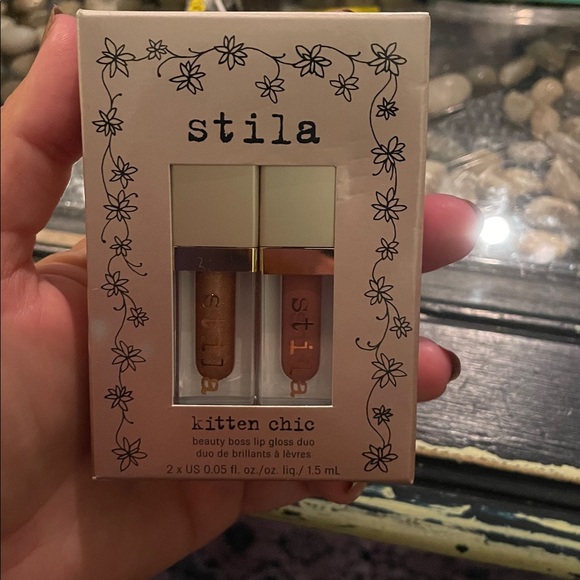 stila
stila
stila
kitten chic
beauty boss lip gloss duo
duo de brillants à lèvres
2 x US 0.05 fl. oz./oz. liq./ 1.5 mL